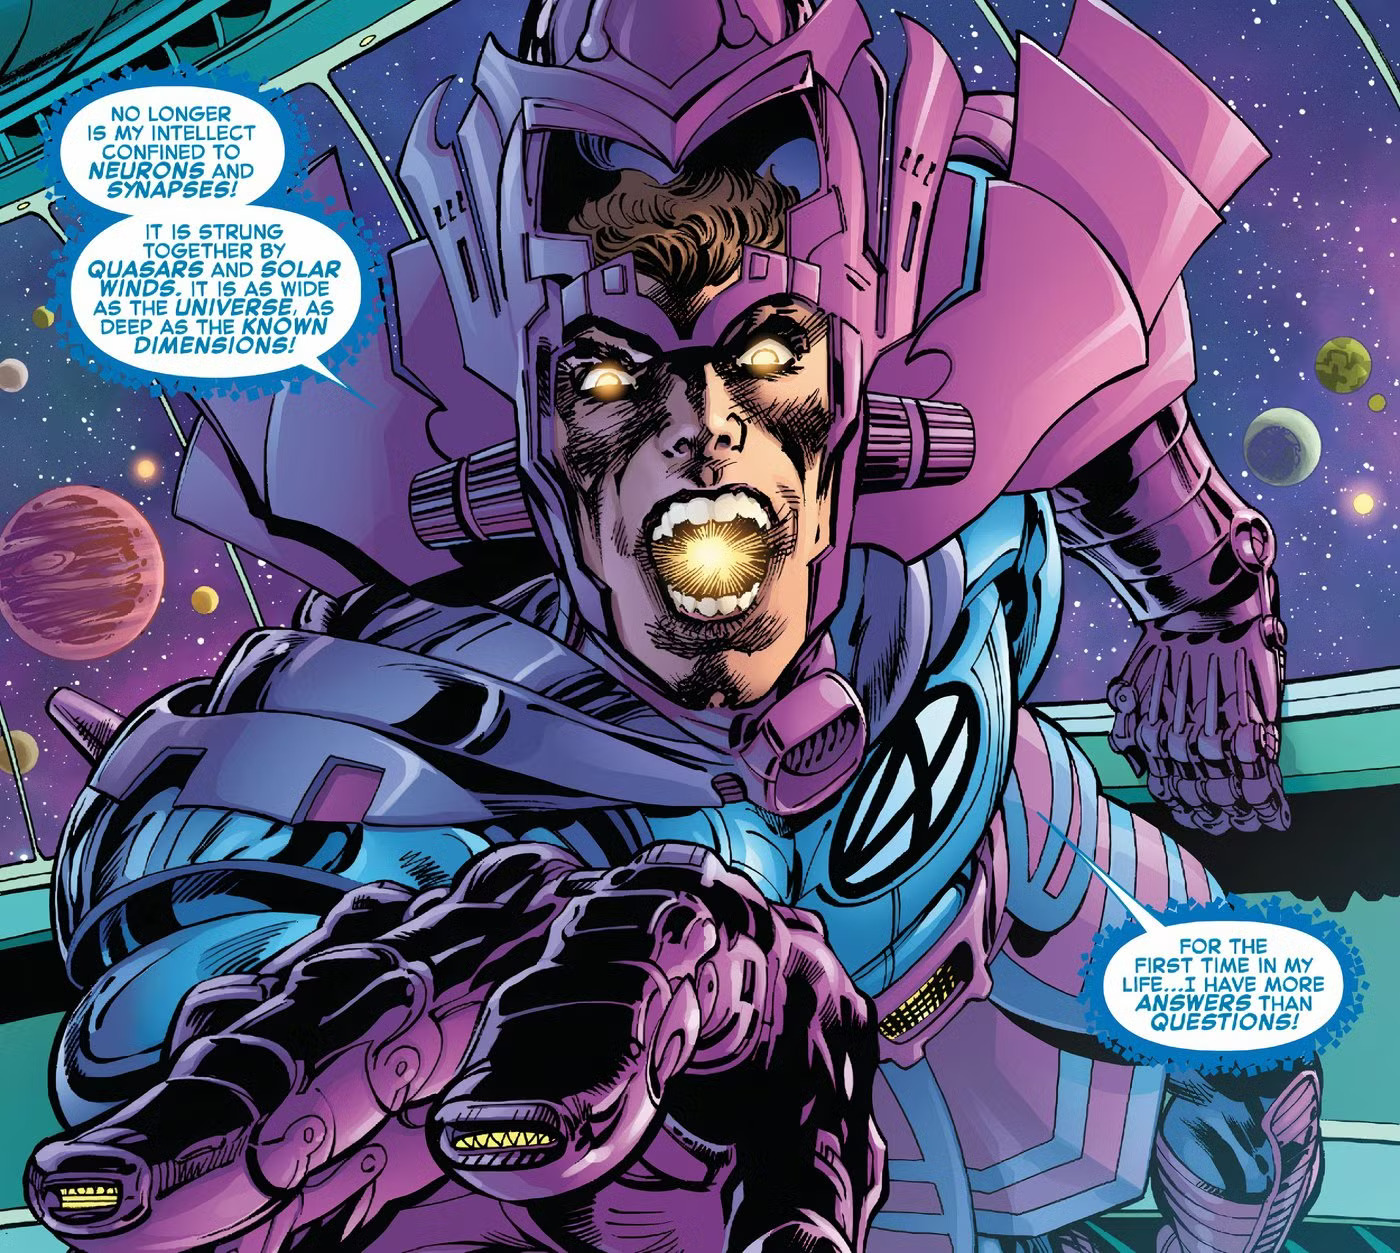 NO LONGER
IS MY INTELLECT
CONFINED TO
NEURONS AND
SYNAPSES!
IT IS STRUNG
TOGETHER BY
QUASARS AND SOLAR
WINDS. IT IS AS WIDE
AS THE UNIVERSE, AS
DEEP AS THE KNOWN
DIMENSIONS!
FOR THE
FIRST TIME IN MY
LIFE...I HAVE MORE
ANSWERS THAN
QUESTIONS!